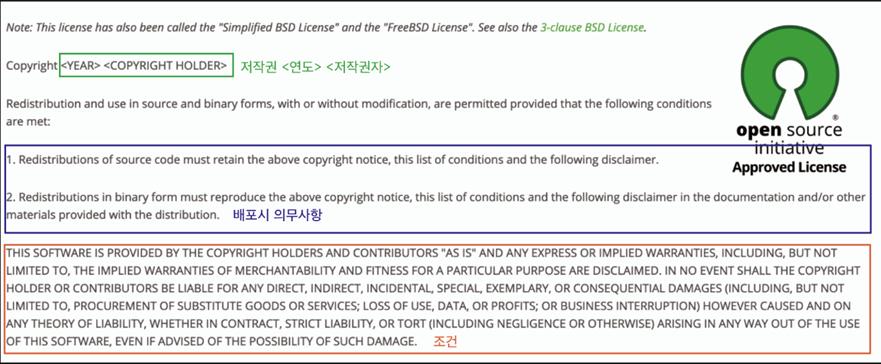 Note: This license has also been called the "Simplified BSD License" and the "FreeBSD License". See also the 3-clause BSD License.
Copyright <YEAR> <COPYRIGHT HOLDER> 저작권 <연도> <저작권자>
Redistribution and use in source and binary forms, with or without modification, are permitted provided that the following conditions
are met:
open source
initiative
®
Approved License
1. Redistributions of source code must retain the above copyright notice, this list of conditions and the following disclaimer.
2. Redistributions in binary form must reproduce the above copyright notice, this list of conditions and the following disclaimer in the documentation and/or other
materials provided with the distribution. 배포시 의무사항
THIS SOFTWARE IS PROVIDED BY THE COPYRIGHT HOLDERS AND CONTRIBUTORS "AS IS" AND ANY EXPRESS OR IMPLIED WARRANTIES, INCLUDING, BUT NOT
LIMITED TO, THE IMPLIED WARRANTIES OF MERCHANTABILITY AND FITNESS FOR A PARTICULAR PURPOSE ARE DISCLAIMED. IN NO EVENT SHALL THE COPYRIGHT
HOLDER OR CONTRIBUTORS BE LIABLE FOR ANY DIRECT, INDIRECT, INCIDENTAL, SPECIAL, EXEMPLARY, OR CONSEQUENTIAL DAMAGES (INCLUDING, BUT NOT
LIMITED TO, PROCUREMENT OF SUBSTITUTE GOODS OR SERVICES; LOSS OF USE, DATA, OR PROFITS; OR BUSINESS INTERRUPTION) HOWEVER CAUSED AND ON
ANY THEORY OF LIABILITY, WHETHER IN CONTRACT, STRICT LIABILITY, OR TORT (INCLUDING NEGLIGENCE OR OTHERWISE) ARISING IN ANY WAY OUT OF THE USE
OF THIS SOFTWARE, EVEN IF ADVISED OF THE POSSIBILITY OF SUCH DAMAGE. 조건